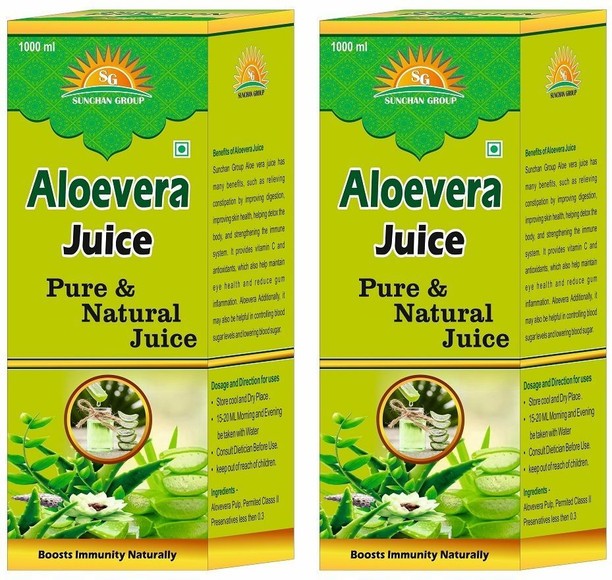 1000 ml
SG
SUNCHAN GROUP
Aloevera
Juice
Pure &
Natural
Juice
Boosts Immunity Naturally
SG
SUNCHAN GROUP
Benefits of Aloevera Juice
Sunchan Group Aloe vera juice has
many benefits, such as relieving
constipation by improving digestion,
improving skin health, helping detox the
body, and strengthening the immune
system. It provides vitamin C and
antioxidants, which also help maintain
eye health and reduce gum
inflammation. Aloevera Additionally, it
may also be helpful in controlling blood
sugar levels and lowering blood sugar.
Dosage and Direction for uses
• Store cool and Dry Place.
• 15-20 ML Morning and Evening
be taken with Water
• Consult Dietician Before Use.
• keep out of reach of children.
Ingredients -
Alovevera Pulp, Permited Classs II
Preservatives less then 0.3
1000 ml
SG
SUNCHAN GROUP
Aloevera
Juice
Pure &
Natural
Juice
Boosts Immunity Naturally
SG
SUNCHAN GROUP
Benefits of Aloevera Juice
Sunchan Group Aloe vera juice has
many benefits, such as relieving
constipation by improving digestion,
improving skin health, helping detox the
body, and strengthening the immune
system. It provides vitamin C and
antioxidants, which also help maintain
eye health and reduce gum
inflammation. Aloevera Additionally, it
may also be helpful in controlling blood
sugar levels and lowering blood sugar.
Dosage and Direction for uses
• Store cool and Dry Place.
• 15-20 ML Morning and Evening
be taken with Water
• Consult Dietician Before Use.
• keep out of reach of children.
Ingredients -
Alovevera Pulp, Permited Classs II
Preservatives less then 0.3